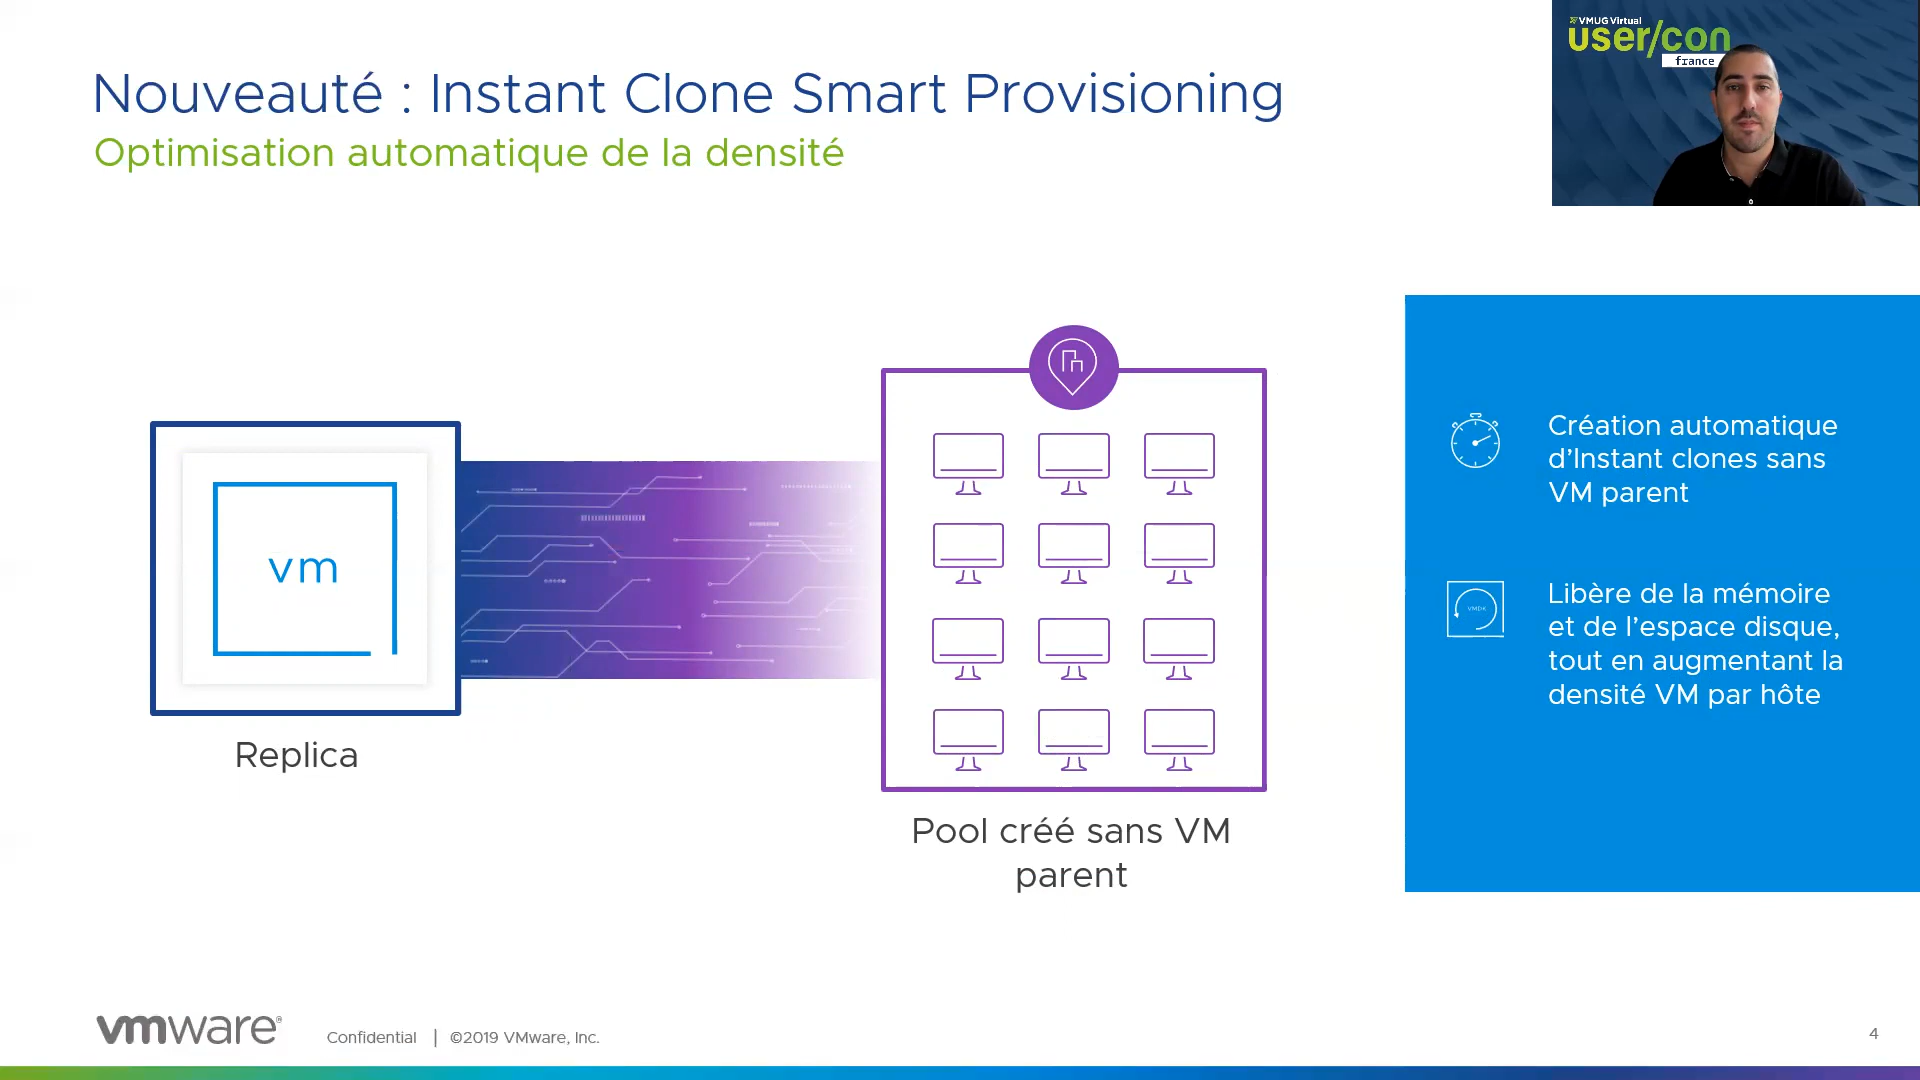 VMUG Virtual
user/con
france
Nouveauté : Instant Clone Smart Provisioning
Optimisation automatique de la densité
vm
Replica
Pool créé sans VM
parent
Création automatique
d’Instant clones sans
VM parent
VMDK
Libère de la mémoire
et de l’espace disque,
tout en augmentant la
densité VM par hôte
vmware®
Confidential | ©2019 VMware, Inc.
4